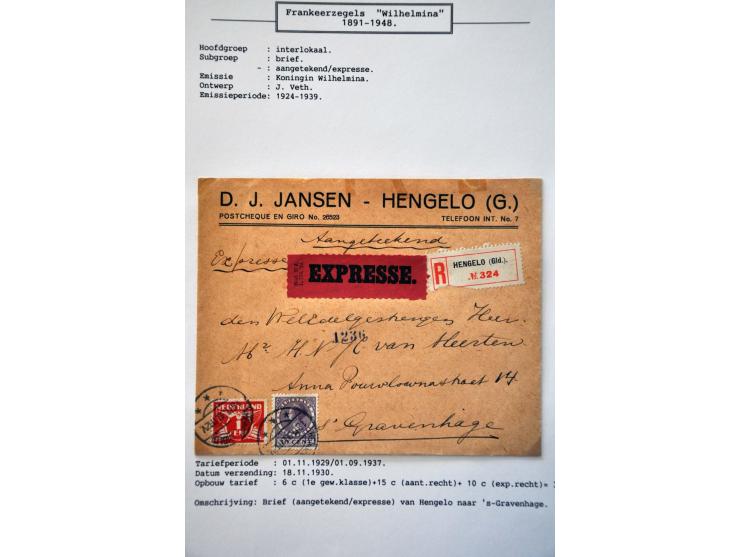 Frankeerzegels "Wilhelmina"
1891-1948.
Hoofdgroep : interlokaal.
Subgroep : brief.
- : aangetekend/expresse.
Emissie : Koningin Wilhelmina.
Ontwerp : J. Veth.
Emissieperiode: 1924-1939.
D. J. JANSEN - HENGELO (G.)
POSTCHEQUE EN GIRO No. 26523 TELEFOON INT. No. 7
Aangeteekend
Expresse
EXPRESSE.
R HENGELO (Gld.).
№ 324
den Weledelgestrengen Heer
1236
Mr. H. v. van Meerten
Anna Pouwlownastraat 14
's Gravenhage
NEDERLAND
1
CENT
Tariefperiode : 01.11.1929/01.09.1937.
Datum verzending: 18.11.1930.
Opbouw tarief : 6 c (1e gew.klasse)+15 c (aant.recht)+ 10 c (exp.recht)=
Omschrijving: Brief (aangetekend/expresse) van Hengelo naar 's-Gravenhage.